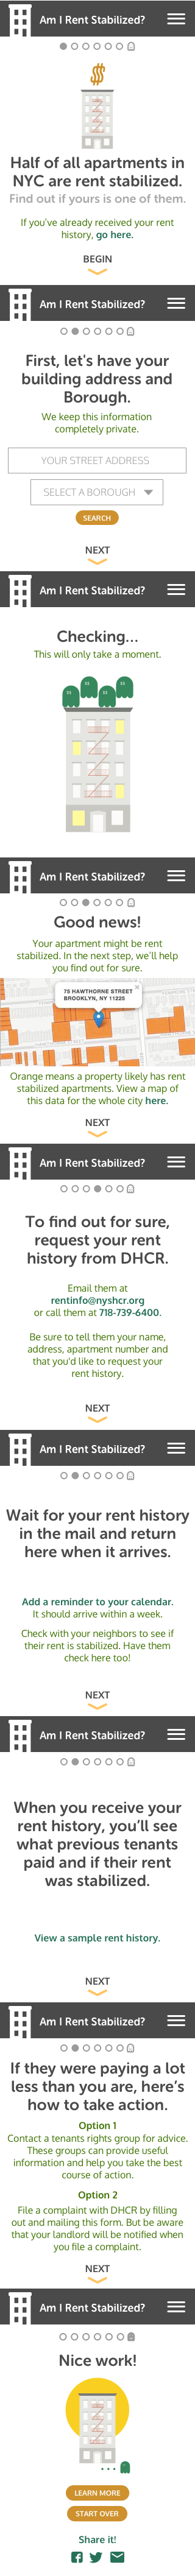 Am I Rent Stabilized?
Half of all apartments in
NYC are rent stabilized.
Find out if yours is one of them.
If you've already received your rent
history, go here.
BEGIN
Am I Rent Stabilized?
First, let's have your
building address and
Borough.
We keep this information
completely private.
YOUR STREET ADDRESS
SELECT A BOROUGH
SEARCH
NEXT
Am I Rent Stabilized?
Checking...
This will only take a moment.
Am I Rent Stabilized?
Good news!
Your apartment might be rent
stabilized. In the next step, we'll help
you find out for sure.
75 HAWTHORNE STREET
BROOKLYN, NY 11225
Orange means a property likely has rent
stabilized apartments. View a map of
this data for the whole city here.
NEXT
Am I Rent Stabilized?
To find out for sure,
request your rent
history from DHCR.
Email them at
rentinfo@nyshcr.org
or call them at 718-739-6400.
Be sure to tell them your name,
address, apartment number and
that you'd like to request your
rent history.
NEXT
Am I Rent Stabilized?
Wait for your rent history
in the mail and return
here when it arrives.
Add a reminder to your calendar.
It should arrive within a week.
Check with your neighbors to see if
their rent is stabilized. Have them
check here too!
NEXT
Am I Rent Stabilized?
When you receive your
rent history, you'll see
what previous tenants
paid and if their rent
was stabilized.
View a sample rent history.
NEXT
Am I Rent Stabilized?
If they were paying a lot
less than you are, here's
how to take action.
Option 1
Contact a tenants rights group for advice.
These groups can provide useful
information and help you take the best
course of action.
Option 2
File a complaint with DHCR by filling
out and mailing this form. But be aware
that your landlord will be notified when
you file a complaint.
NEXT
Am I Rent Stabilized?
Nice work!
LEARN MORE
START OVER
Share it!